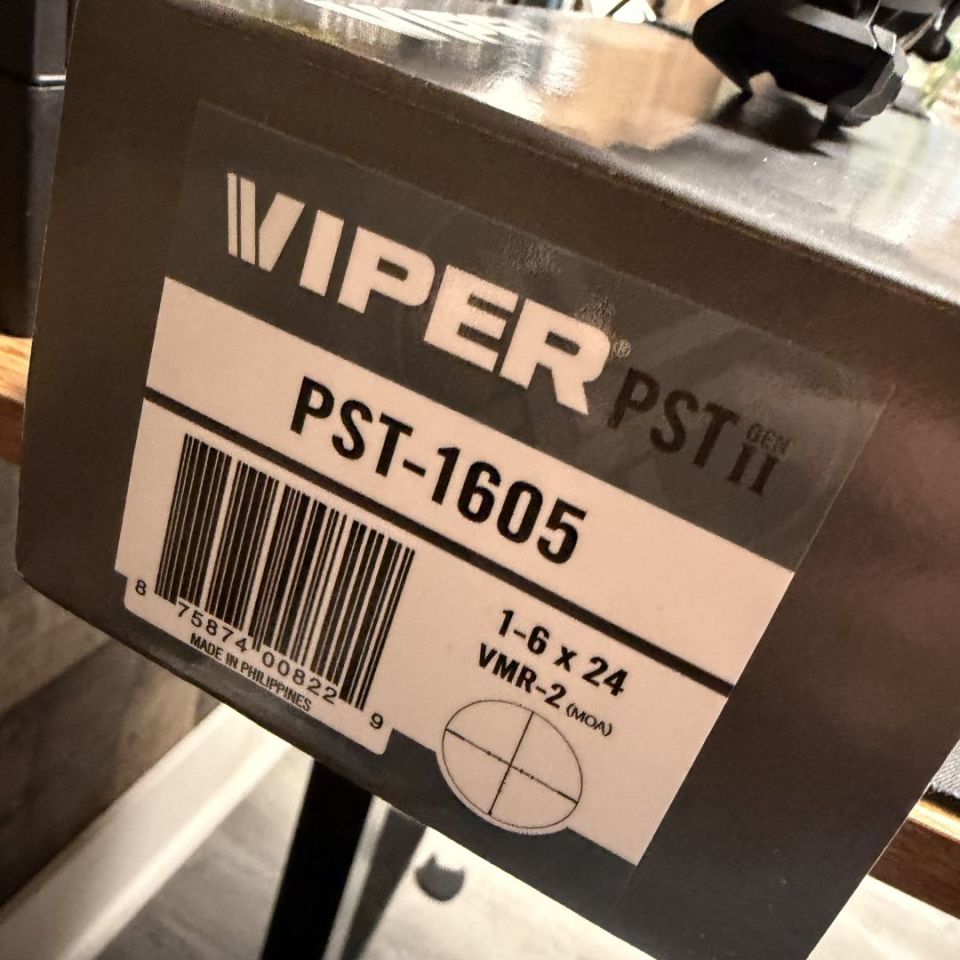 VIPER
VIPER® PST GEN II
PST-1605
8 75874 00822 9
MADE IN PHILIPPINES
1-6 x 24
VMR-2 (MOA)